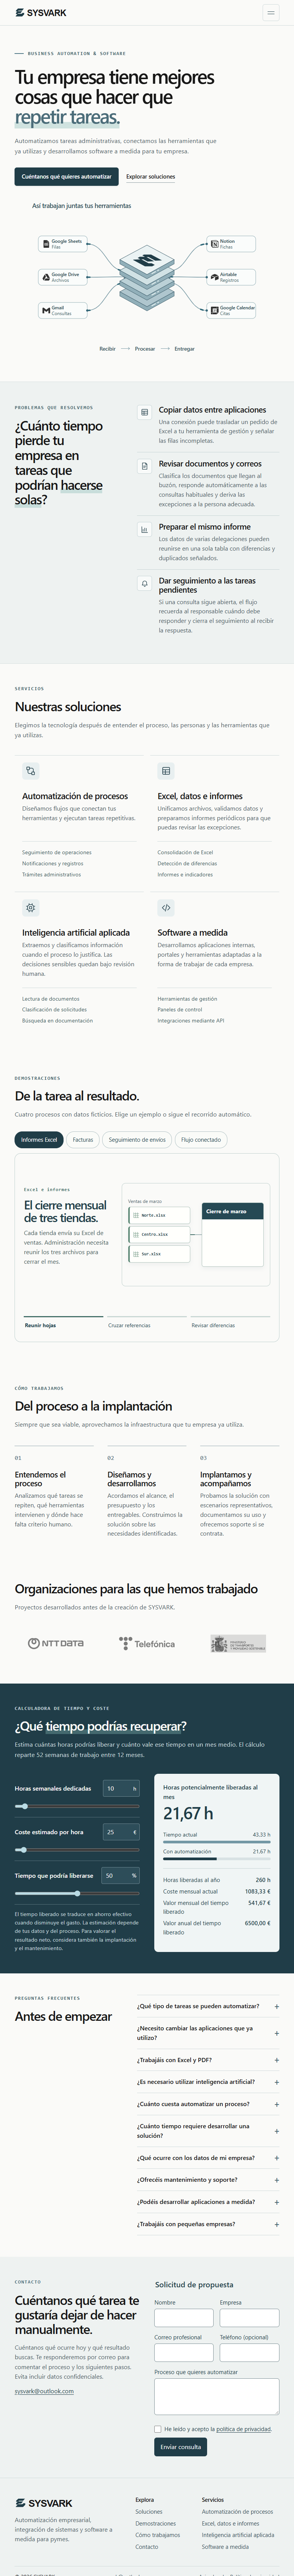 SYSVARK
BUSINESS AUTOMATION & SOFTWARE
Tu empresa tiene mejores
cosas que hacer que
repetir tareas.
Automatizamos tareas administrativas, conectamos las herramientas que
ya utilizas y desarrollamos software a medida para tu empresa.
Cuéntanos qué quieres automatizar
Explorar soluciones
Así trabajan juntas tus herramientas
Google Sheets
Filas
Notion
Fichas
Google Drive
Archivos
Airtable
Registros
Gmail
Consultas
Google Calendar
Citas
Recibir
Procesar
Entregar
PROBLEMAS QUE RESOLVEMOS
¿Cuánto tiempo
pierde tu
empresa en
tareas que
podrían hacerse
solas?
Copiar datos entre aplicaciones
Una conexión puede trasladar un pedido de
Excel a tu herramienta de gestión y señalar
las filas incompletas.
Revisar documentos y correos
Clasifica los documentos que llegan al
buzón, responde automáticamente a las
consultas habituales y deriva las
excepciones a la persona adecuada.
Preparar el mismo informe
Los datos de varias delegaciones pueden
reunirse en una sola tabla con diferencias y
duplicados señalados.
Dar seguimiento a las tareas
pendientes
Si una consulta sigue abierta, el flujo
recuerda al responsable cuándo debe
responder y cierra el seguimiento al recibir
la respuesta.
SERVICIOS
Nuestras soluciones
Elegimos la tecnología después de entender el proceso, las personas y las herramientas que
ya utilizas.
Automatización de procesos
Diseñamos flujos que conectan tus
herramientas y ejecutan tareas repetitivas.
Seguimiento de operaciones
Notificaciones y registros
Trámites administrativos
Excel, datos e informes
Unificamos archivos, validamos datos y
preparamos informes periódicos para que
puedas revisar las excepciones.
Consolidación de Excel
Detección de diferencias
Informes e indicadores
Inteligencia artificial aplicada
Extraemos y clasificamos información
cuando el proceso lo justifica. Las
decisiones sensibles quedan bajo revisión
humana.
Lectura de documentos
Clasificación de solicitudes
Búsqueda en documentación
Software a medida
Desarrollamos aplicaciones internas,
portales y herramientas adaptadas a la
forma de trabajar de cada empresa.
Herramientas de gestión
Paneles de control
Integraciones mediante API
DEMOSTRACIONES
De la tarea al resultado.
Cuatro procesos con datos ficticios. Elige un ejemplo o sigue el recorrido automático.
Informes Excel
Facturas
Seguimiento de envíos
Flujo conectado
Excel e informes
El cierre mensual
de tres tiendas.
Cada tienda envía su Excel de
ventas. Administración necesita
reunir los tres archivos para
cerrar el mes.
Ventas de marzo
Norte.xlsx
Centro.xlsx
Sur.xlsx
Cierre de marzo
Reunir hojas
Cruzar referencias
Revisar diferencias
CÓMO TRABAJAMOS
Del proceso a la implantación
Siempre que sea viable, aprovechamos la infraestructura que tu empresa ya utiliza.
01
Entendemos el
proceso
Analizamos qué tareas se
repiten, qué herramientas
intervienen y dónde hace
falta criterio humano.
02
Diseñamos y
desarrollamos
Acordamos el alcance, el
presupuesto y los
entregables. Construimos la
solución sobre las
necesidades identificadas.
03
Implantamos y
acompañamos
Probamos la solución con
escenarios representativos,
documentamos su uso y
ofrecemos soporte si se
contrata.
Organizaciones para las que hemos trabajado
Proyectos desarrollados antes de la creación de SYSVARK.
NTT DATA
Telefónica
CALCULADORA DE TIEMPO Y COSTE
¿Qué tiempo podrías recuperar?
Estima cuántas horas podrías liberar y cuánto vale ese tiempo en un mes medio. El cálculo
reparte 52 semanas de trabajo entre 12 meses.
Horas semanales dedicadas
10 h
Coste estimado por hora
25 €
Tiempo que podría liberarse
50 %
El tiempo liberado se traduce en ahorro efectivo
cuando disminuye el gasto. La estimación depende
de tus datos y del proceso. Para valorar el
resultado neto, considera también la implantación
y el mantenimiento.
Horas potencialmente liberadas al
mes
21,67 h
Tiempo actual 43,33 h
Con automatización 21,67 h
Horas liberadas al año 260 h
Coste mensual actual 1083,33 €
Valor mensual del tiempo
liberado
541,67 €
Valor anual del tiempo
liberado
6500,00 €
PREGUNTAS FRECUENTES
Antes de empezar
¿Qué tipo de tareas se pueden automatizar?
¿Necesito cambiar las aplicaciones que ya
utilizo?
¿Trabajáis con Excel y PDF?
¿Es necesario utilizar inteligencia artificial?
¿Cuánto cuesta automatizar un proceso?
¿Cuánto tiempo requiere desarrollar una
solución?
¿Qué ocurre con los datos de mi empresa?
¿Ofrecéis mantenimiento y soporte?
¿Podéis desarrollar aplicaciones a medida?
¿Trabajáis con pequeñas empresas?
CONTACTO
Cuéntanos qué tarea te
gustaría dejar de hacer
manualmente.
Cuéntanos qué ocurre hoy y qué resultado
buscas. Te responderemos por correo para
comentar el proceso y los siguientes pasos.
Evita incluir datos confidenciales.
sysvark@outlook.com
Solicitud de propuesta
Nombre
Empresa
Correo profesional
Teléfono (opcional)
Proceso que quieres automatizar
He leído y acepto la política de privacidad.
Enviar consulta
SYSVARK
Automatización empresarial,
integración de sistemas y software a
medida para pymes.
Explora
Soluciones
Demostraciones
Cómo trabajamos
Contacto
Servicios
Automatización de procesos
Excel, datos e informes
Inteligencia artificial aplicada
Software a medida